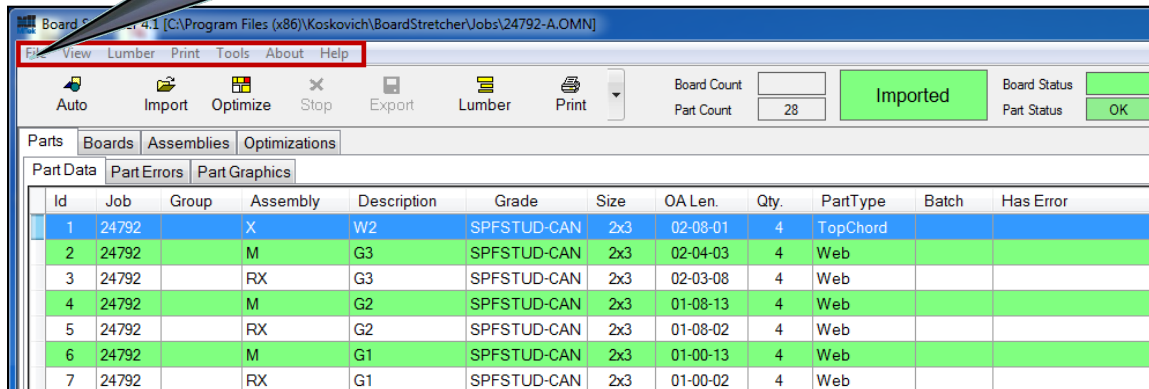 Board Stretcher 4.1 [C:\Program Files (x86)\Koskovich\BoardStretcher\Jobs\24792-A.OMN]
File View Lumber Print Tools About Help
Auto Import Optimize Stop Export Lumber Print
Board Count
Part Count 28
Imported
Board Status
Part Status OK
Parts Boards Assemblies Optimizations
Part Data Part Errors Part Graphics
Id Job Group Assembly Description Grade Size OA Len. Qty. PartType Batch Has Error
1 24792 X W2 SPFSTUD-CAN 2x3 02-08-01 4 TopChord
2 24792 M G3 SPFSTUD-CAN 2x3 02-04-03 4 Web
3 24792 RX G3 SPFSTUD-CAN 2x3 02-03-08 4 Web
4 24792 M G2 SPFSTUD-CAN 2x3 01-08-13 4 Web
5 24792 RX G2 SPFSTUD-CAN 2x3 01-08-02 4 Web
6 24792 M G1 SPFSTUD-CAN 2x3 01-00-13 4 Web
7 24792 RX G1 SPFSTUD-CAN 2x3 01-00-02 4 Web